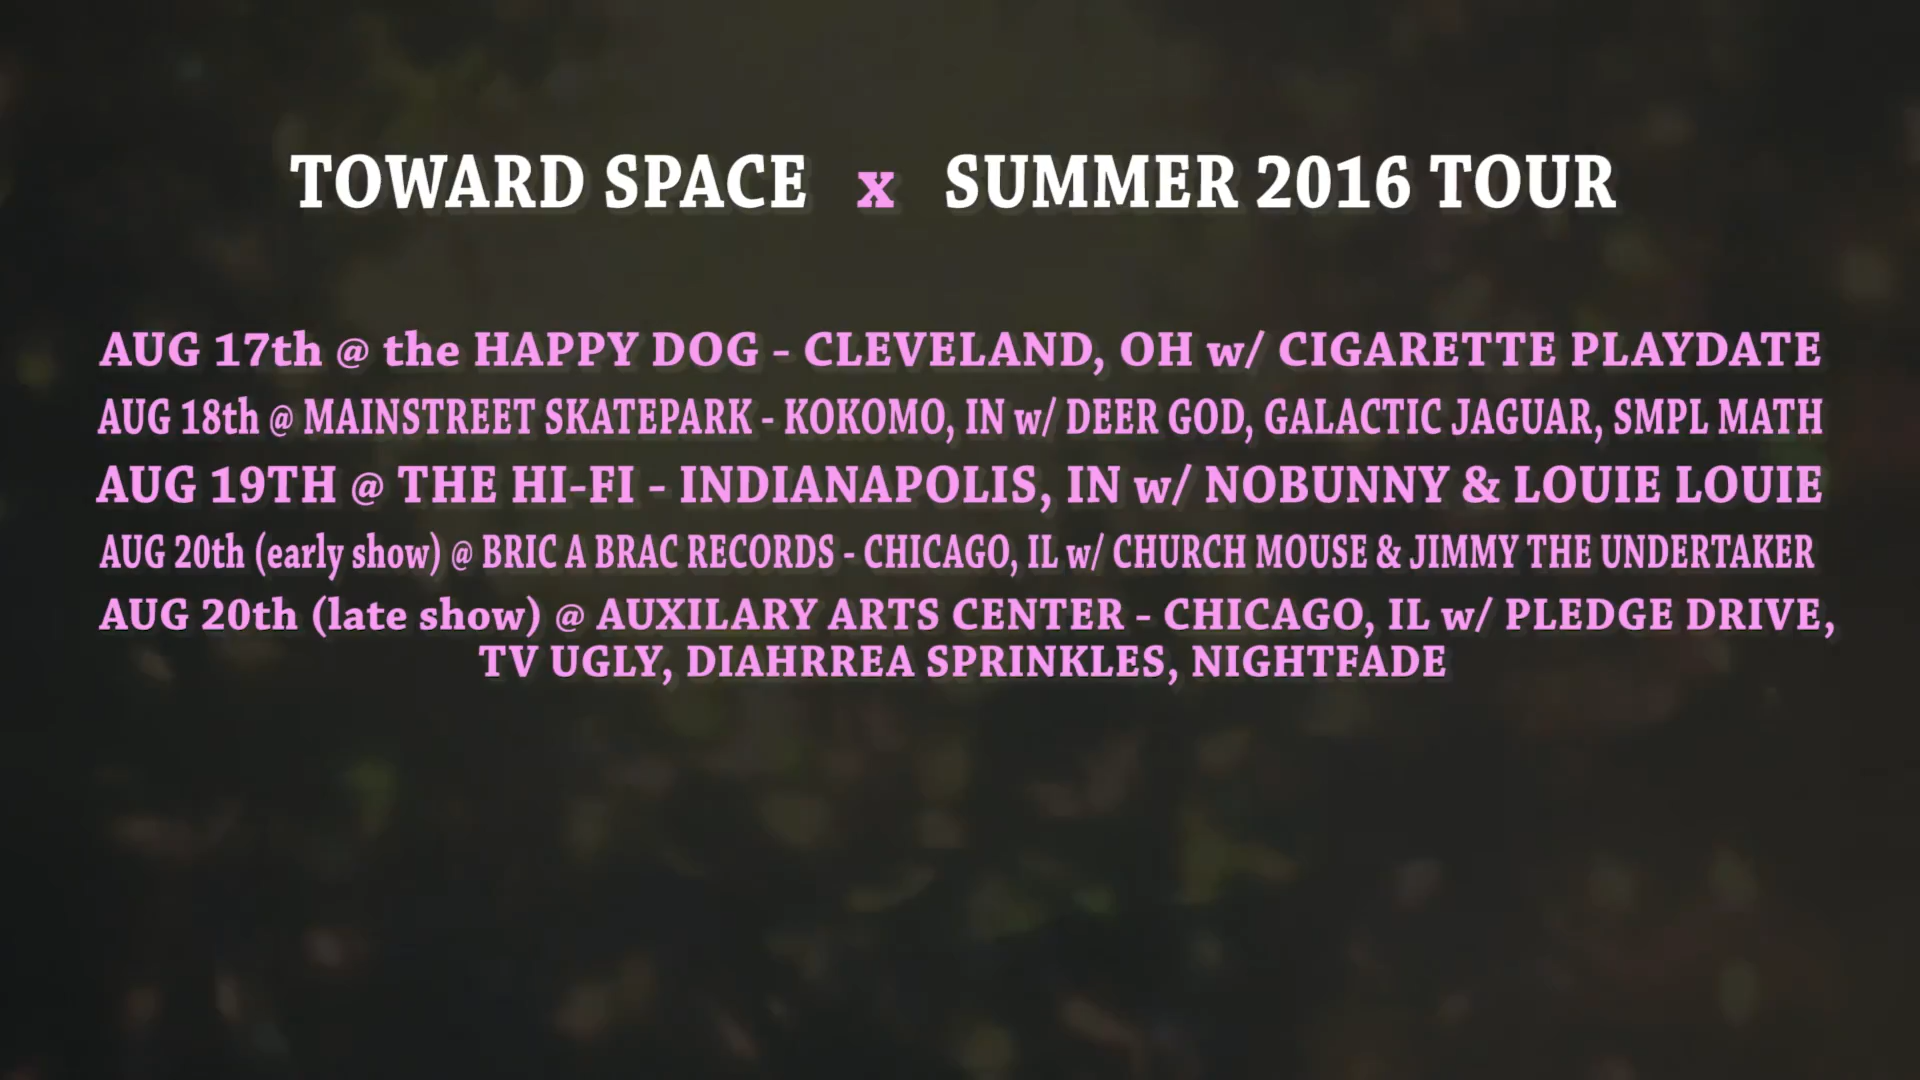 TOWARD SPACE x SUMMER 2016 TOUR
AUG 17th @ the HAPPY DOG - CLEVELAND, OH w/ CIGARETTE PLAYDATE
AUG 18th @ MAINSTREET SKATEPARK - KOKOMO, IN w/ DEER GOD, GALACTIC JAGUAR, SMPL MATH
AUG 19TH @ THE HI-FI - INDIANAPOLIS, IN w/ NOBUNNY & LOUIE LOUIE
AUG 20th (early show) @ BRIC A BRAC RECORDS - CHICAGO, IL w/ CHURCH MOUSE & JIMMY THE UNDERTAKER
AUG 20th (late show) @ AUXILARY ARTS CENTER - CHICAGO, IL w/ PLEDGE DRIVE,
TV UGLY, DIAHRREA SPRINKLES, NIGHTFADE